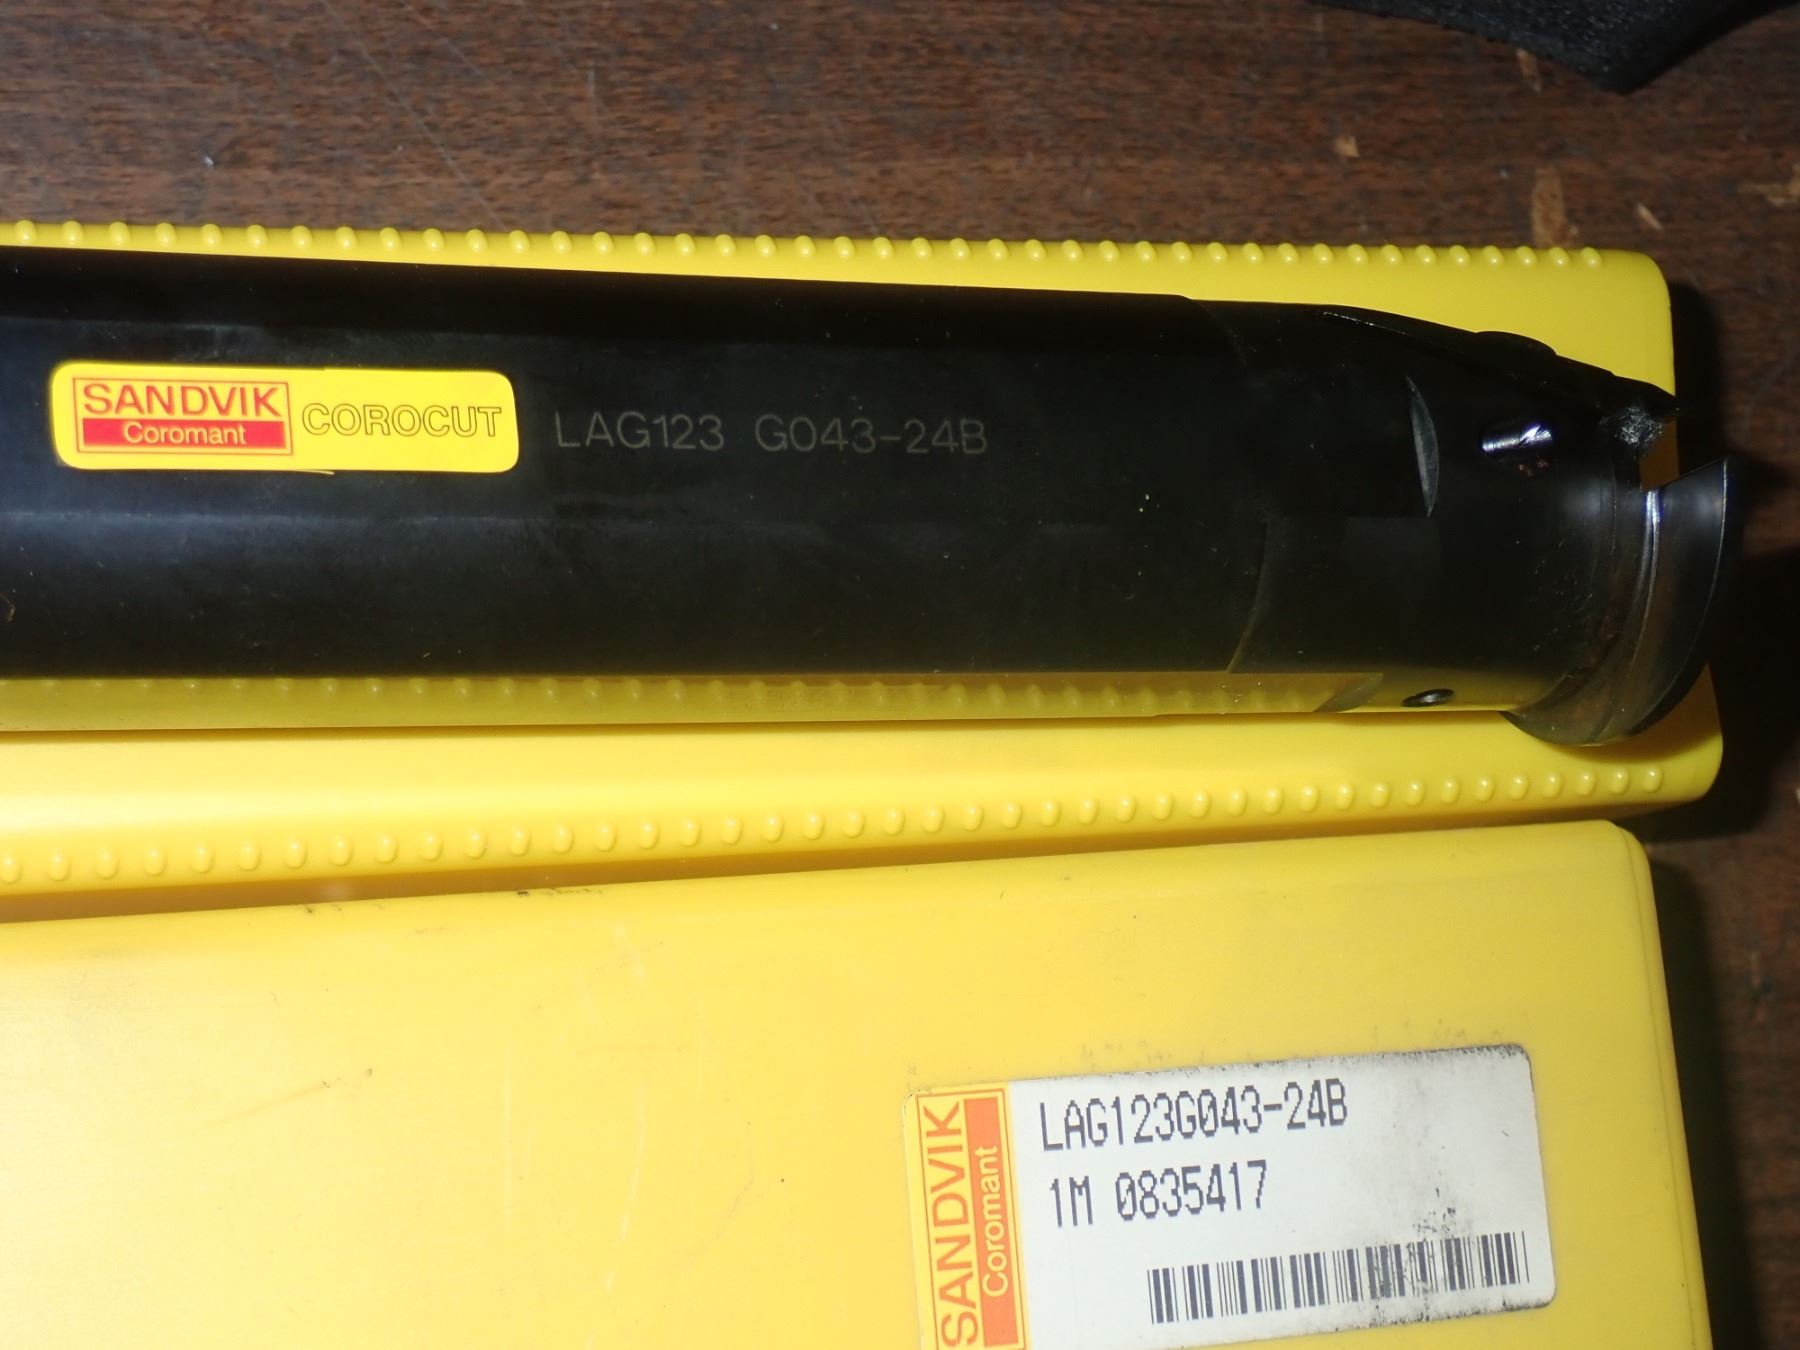 SANDVIK
Coromant
COROCUT
LAG123 G043-24B
SANDVIK
Coromant
LAG123G043-24B
1M 0835417